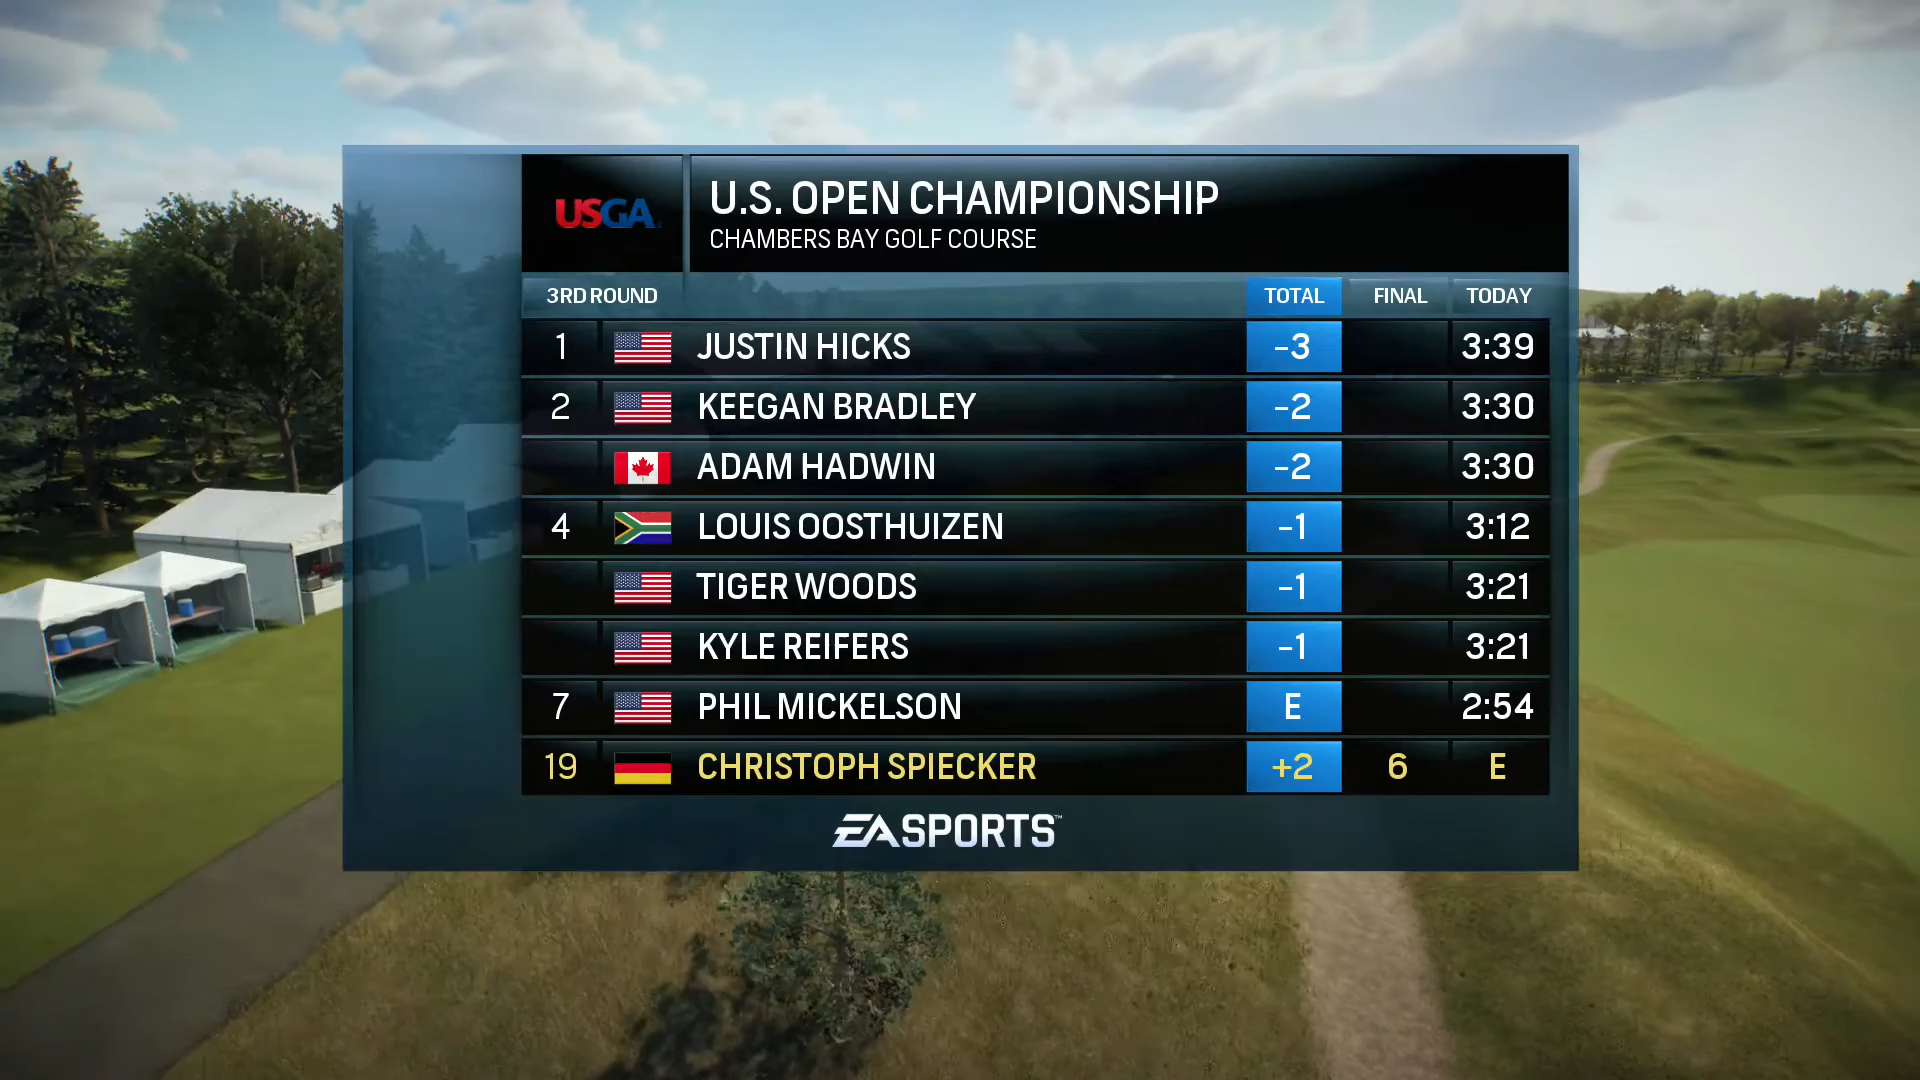 USGA
U.S. OPEN CHAMPIONSHIP
CHAMBERS BAY GOLF COURSE
3RD ROUND TOTAL FINAL TODAY
1 JUSTIN HICKS -3 3:39
2 KEEGAN BRADLEY -2 3:30
ADAM HADWIN -2 3:30
4 LOUIS OOSTHUIZEN -1 3:12
TIGER WOODS -1 3:21
KYLE REIFERS -1 3:21
7 PHIL MICKELSON E 2:54
19 CHRISTOPH SPIECKER +2 6 E
EA SPORTS™